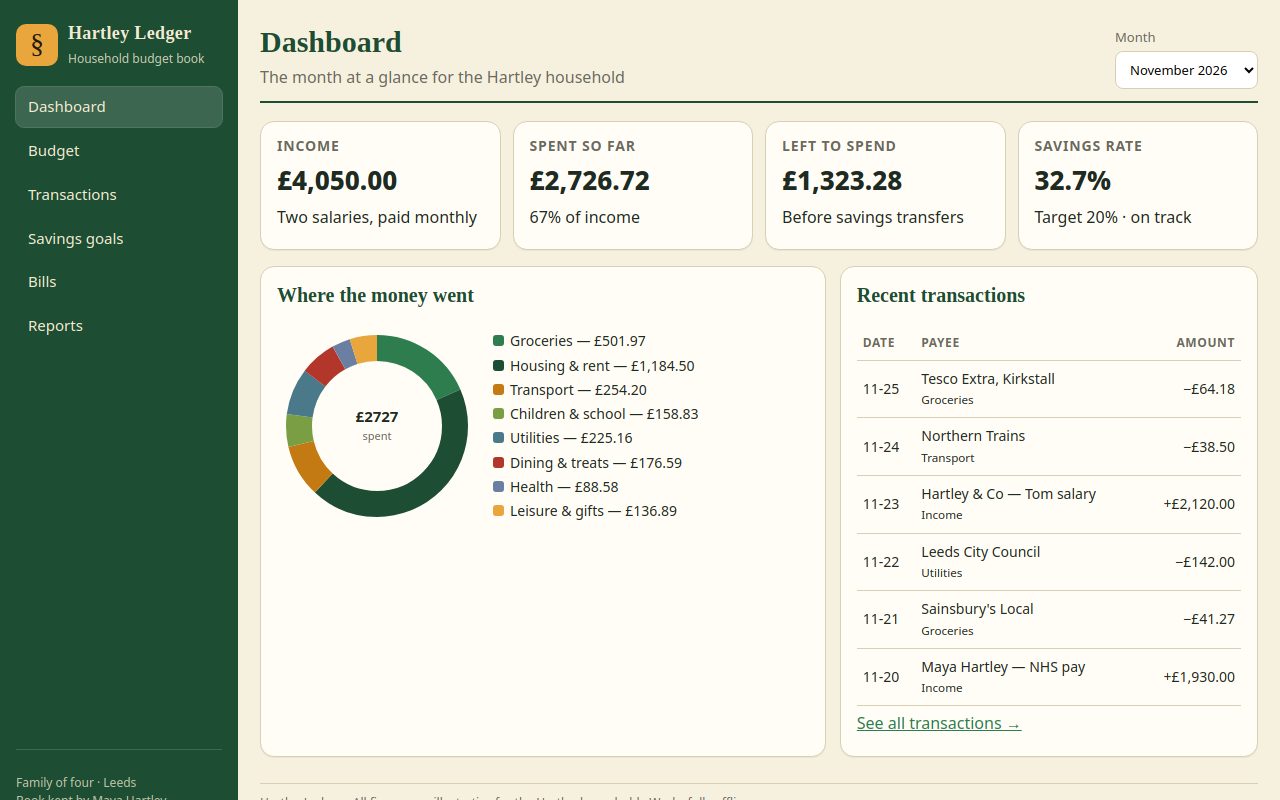 §
Hartley Ledger
Household budget book
Dashboard
Budget
Transactions
Savings goals
Bills
Reports
Family of four · Leeds
Book kept by Maya Hartley
Dashboard
The month at a glance for the Hartley household
Month
November 2026
INCOME
£4,050.00
Two salaries, paid monthly
SPENT SO FAR
£2,726.72
67% of income
LEFT TO SPEND
£1,323.28
Before savings transfers
SAVINGS RATE
32.7%
Target 20% · on track
Where the money went
£2727
spent
Groceries — £501.97
Housing & rent — £1,184.50
Transport — £254.20
Children & school — £158.83
Utilities — £225.16
Dining & treats — £176.59
Health — £88.58
Leisure & gifts — £136.89
Recent transactions
DATE PAYEE AMOUNT
11-25 Tesco Extra, Kirkstall −£64.18
Groceries
11-24 Northern Trains −£38.50
Transport
11-23 Hartley & Co — Tom salary +£2,120.00
Income
11-22 Leeds City Council −£142.00
Utilities
11-21 Sainsbury's Local −£41.27
Groceries
11-20 Maya Hartley — NHS pay +£1,930.00
Income
See all transactions →